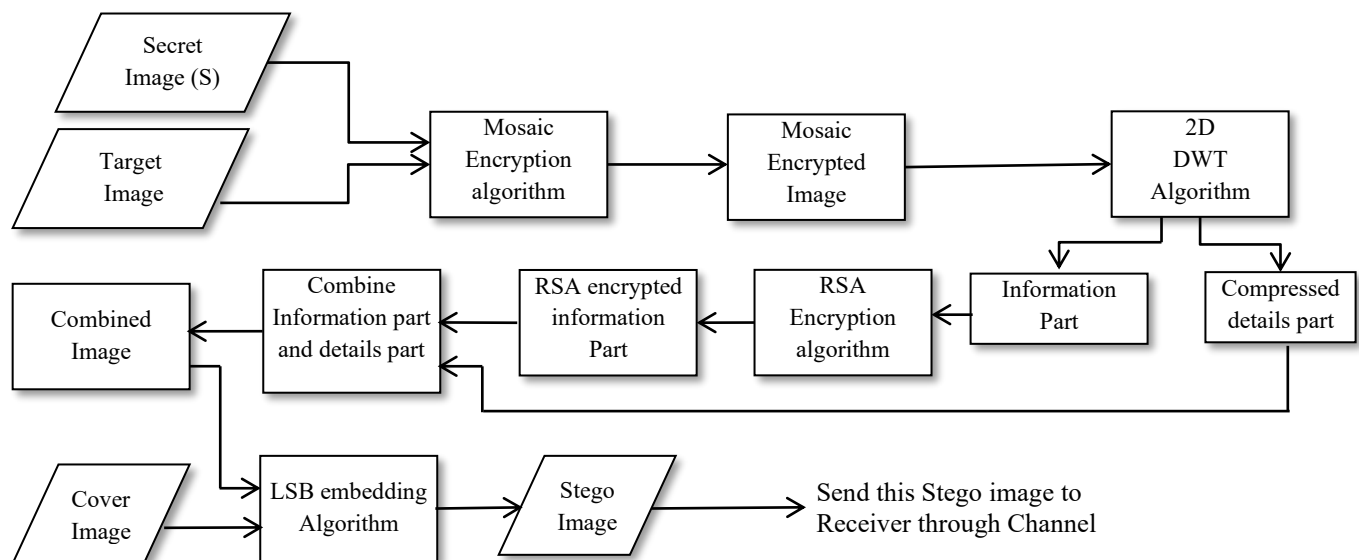 Secret
Image (S)
Target
Image
Mosaic
Encryption
algorithm
Mosaic
Encrypted
Image
2D
DWT
Algorithm
Combined
Image
Combine
Information part
and details part
RSA encrypted
information
Part
RSA
Encryption
algorithm
Information
Part
Compressed
details part
Cover
Image
LSB embedding
Algorithm
Stego
Image
Send this Stego image to
Receiver through Channel